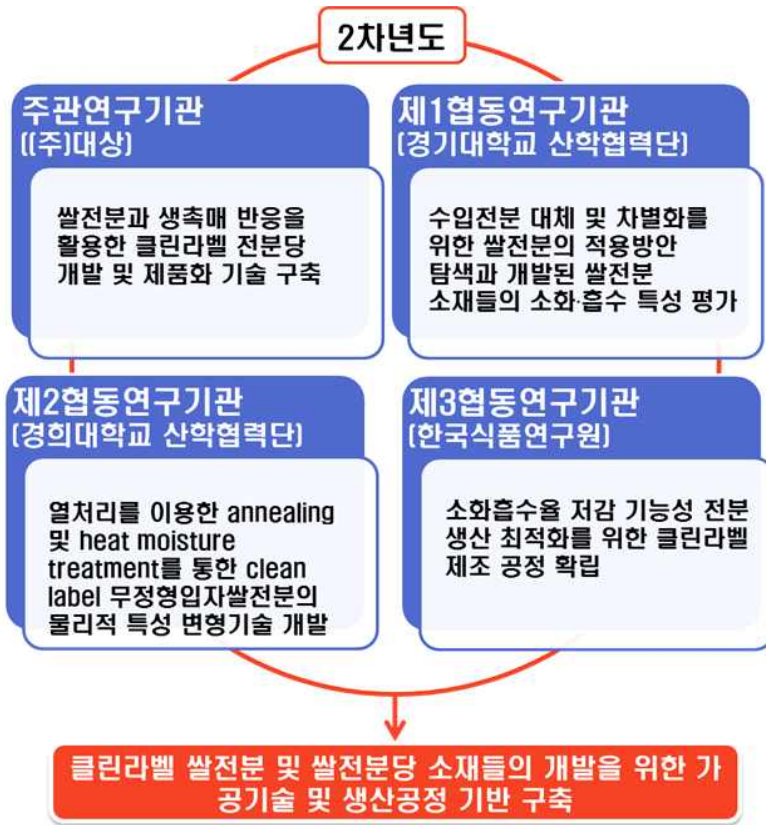 2차년도
주관연구기관
((주)대상)
쌀전분과 생촉매 반응을
활용한 클린라벨 전분당
개발 및 제품화 기술 구축
제1협동연구기관
(경기대학교 산학협력단)
수입전분 대체 및 차별화를
위한 쌀전분의 적용방안
탐색과 개발된 쌀전분
소재들의 소화·흡수 특성 평가
제2협동연구기관
(경희대학교 산학협력단)
열처리를 이용한 annealing
및 heat moisture
treatment를 통한 clean
label 무정형입자쌀전분의
물리적 특성 변형기술 개발
제3협동연구기관
(한국식품연구원)
소화흡수율 저감 기능성 전분
생산 최적화를 위한 클린라벨
제조 공정 확립
클린라벨 쌀전분 및 쌀전분당 소재들의 개발을 위한 가
공기술 및 생산공정 기반 구축